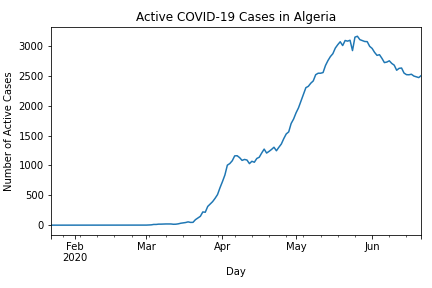 Active COVID-19 Cases in Algeria
Number of Active Cases
3000
2500
2000
1500
1000
500
0
Feb Mar Apr May Jun
2020
Day